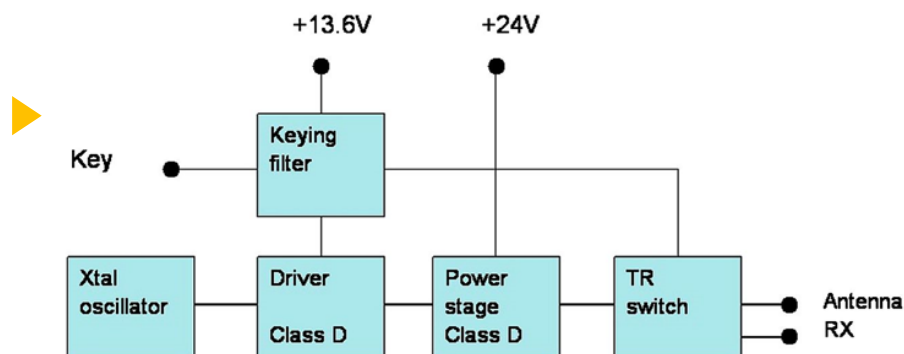 +13.6V
+24V
Keying
filter
Key
Xtal
oscillator
Driver
Class D
Power
stage
Class D
TR
switch
Antenna
RX